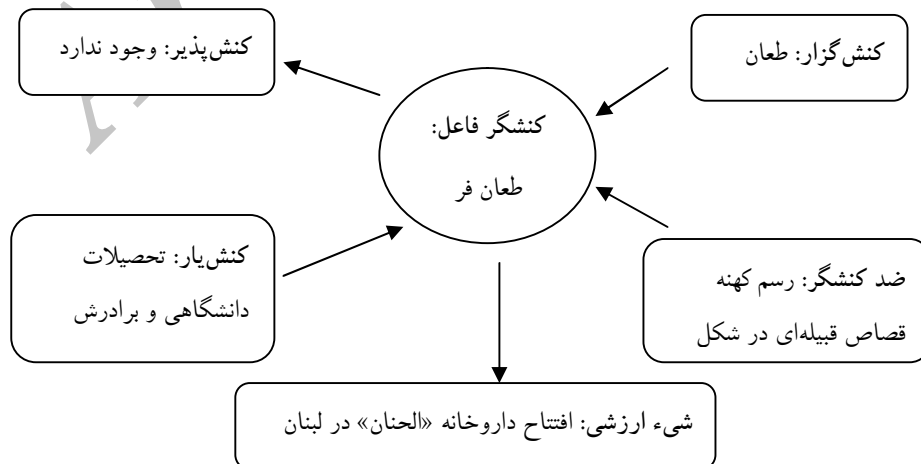 کنش‌گزار: طعان
کنش‌پذیر: وجود ندارد
کنشگر فاعل:
طعان فر
ضد کنشگر: رسم کهنه
قصاص قبیله‌ای در شکل
کنش‌یار: تحصیلات
دانشگاهی و برادرش
شیء ارزشی: افتتاح داروخانه «الحنان» در لبنان